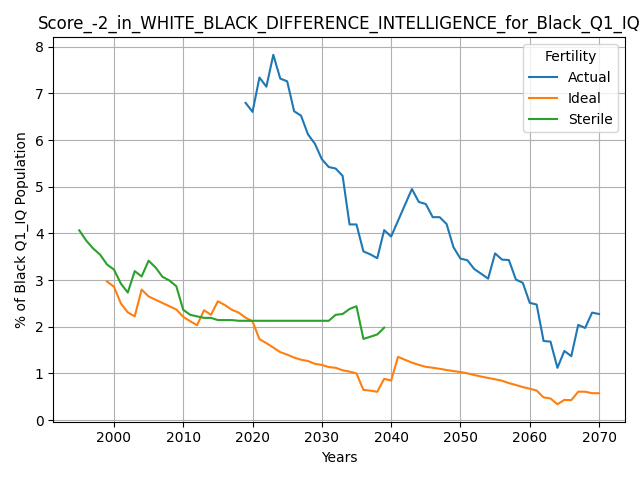 Score_-2_in_WHITE_BLACK_DIFFERENCE_INTELLIGENCE_for_Black_Q1_IQ
Fertility
Actual
Ideal
Sterile
% of Black Q1_IQ Population
8
7
6
5
4
3
2
1
0
2000 2010 2020 2030 2040 2050 2060 2070
Years